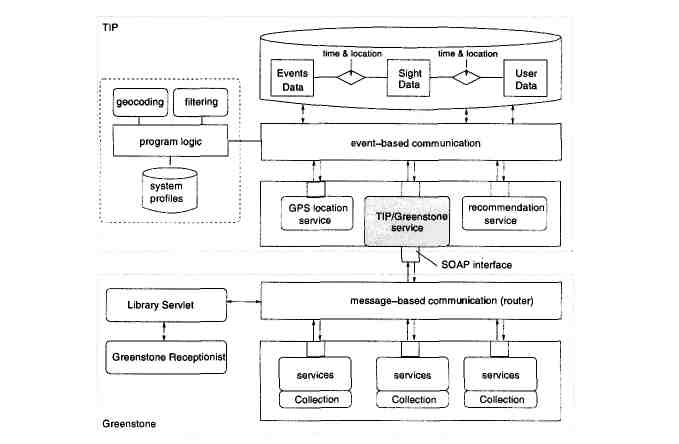 TIP
time & location
time & location
Events
Data
Sight
Data
User
Data
geocoding
filtering
program logic
system
profiles
event-based communication
GPS location
service
TIP/Greenstone
service
recommendation
service
SOAP interface
Library Servlet
message-based communication (router)
Greenstone Receptionist
services
services
services
Collection
Collection
Collection
Greenstone